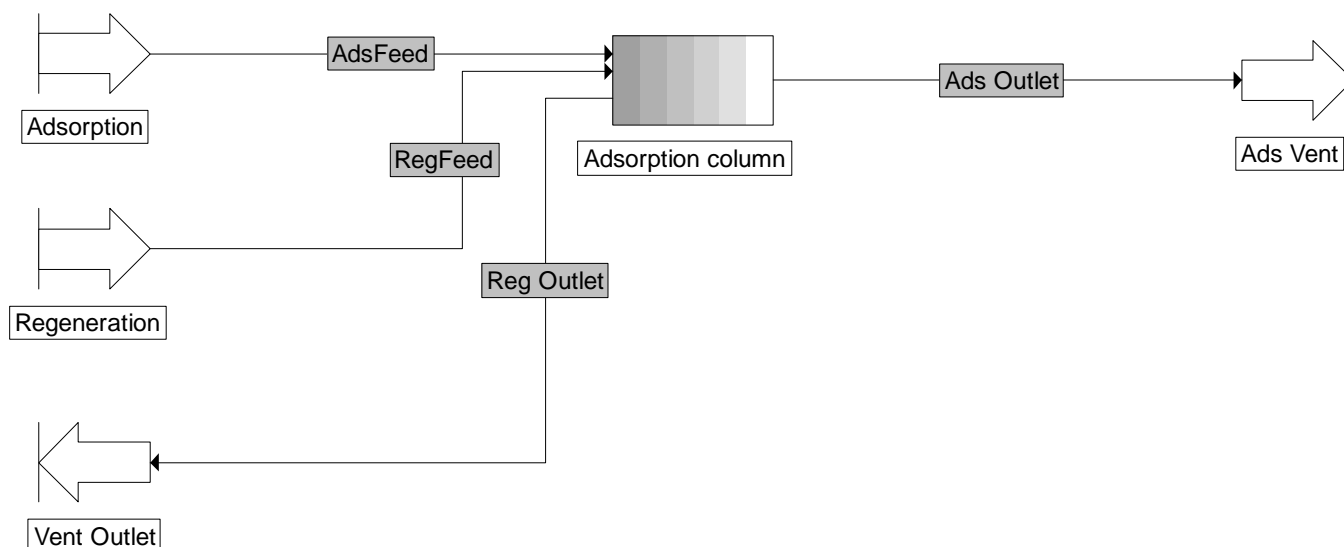 AdsFeed
Ads Outlet
Adsorption
RegFeed
Adsorption column
Ads Vent
Reg Outlet
Regeneration
Vent Outlet